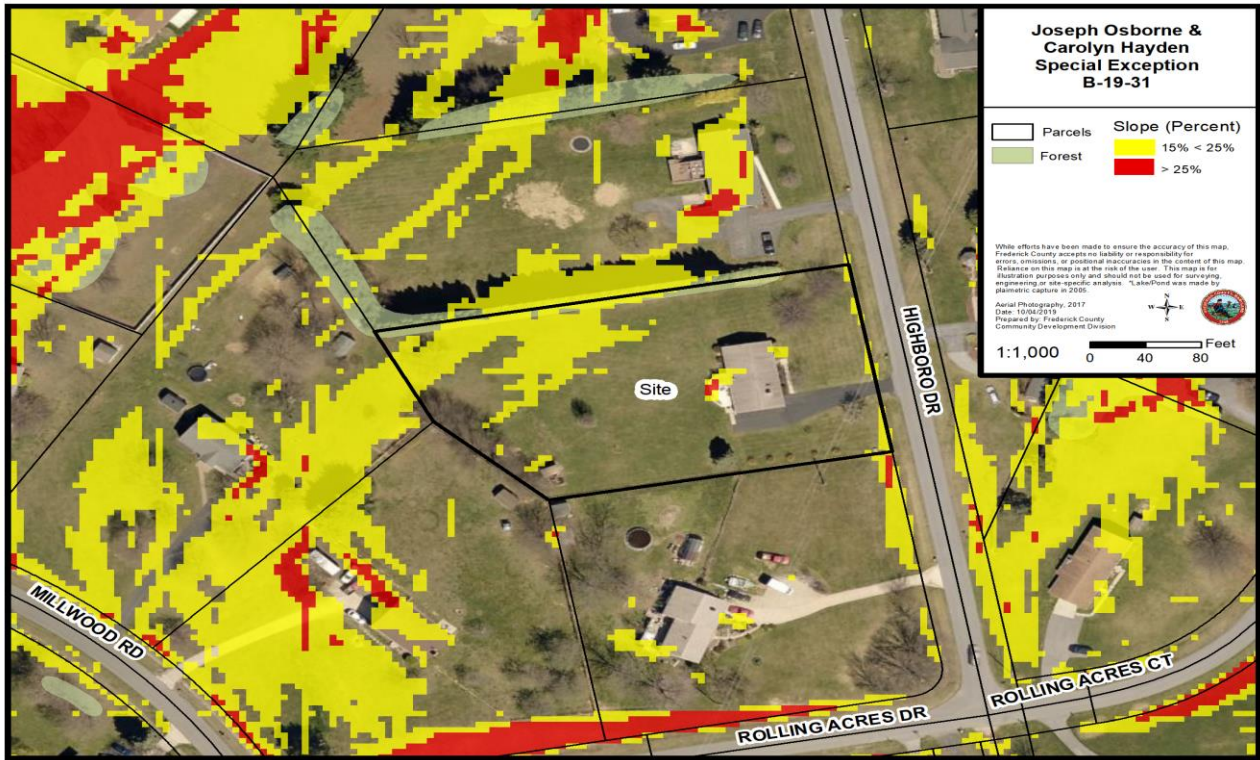 Joseph Osborne &
Carolyn Hayden
Special Exception
B-19-31
Parcels
Forest
Slope (Percent)
15% < 25%
> 25%
While efforts have been made to ensure the accuracy of this map,
Frederick County accepts no liability or responsibility for
errors, omissions, or positional inaccuracies in the content of this map.
Reliance on this map is at the risk of the user. This map is for
illustration purposes only and should not be used for surveying,
engineering, or site-specific analysis. *Lake/Pond was made by
planimetric capture in 2005.
Aerial Photography, 2017
Date: 10/04/2019
Prepared by: Frederick County
Community Development Division
N
W E
S
1:1,000
Feet
0 40 80
Site
HIGHBORO DR
MILLWOOD RD
ROLLING ACRES DR
ROLLING ACRES CT